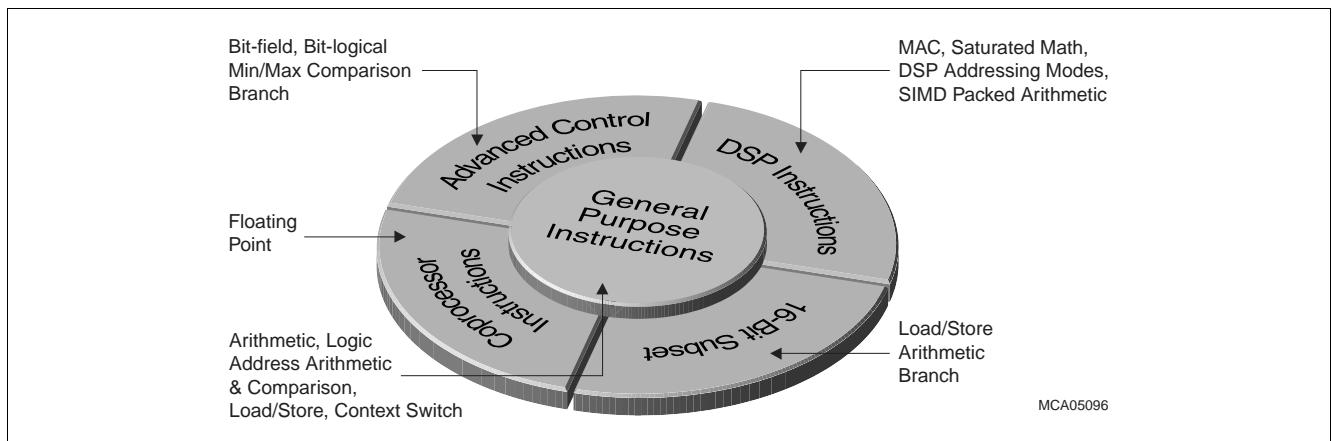 Bit-field, Bit-logical
Min/Max Comparison
Branch
MAC, Saturated Math,
DSP Addressing Modes,
SIMD Packed Arithmetic
Advanced Control
Instructions
DSP Instructions
General
Purpose
Instructions
Floating
Point
Coprocessor
Instructions
16-Bit Subset
Arithmetic, Logic
Address Arithmetic
& Comparison,
Load/Store, Context Switch
Load/Store
Arithmetic
Branch
MCA05096